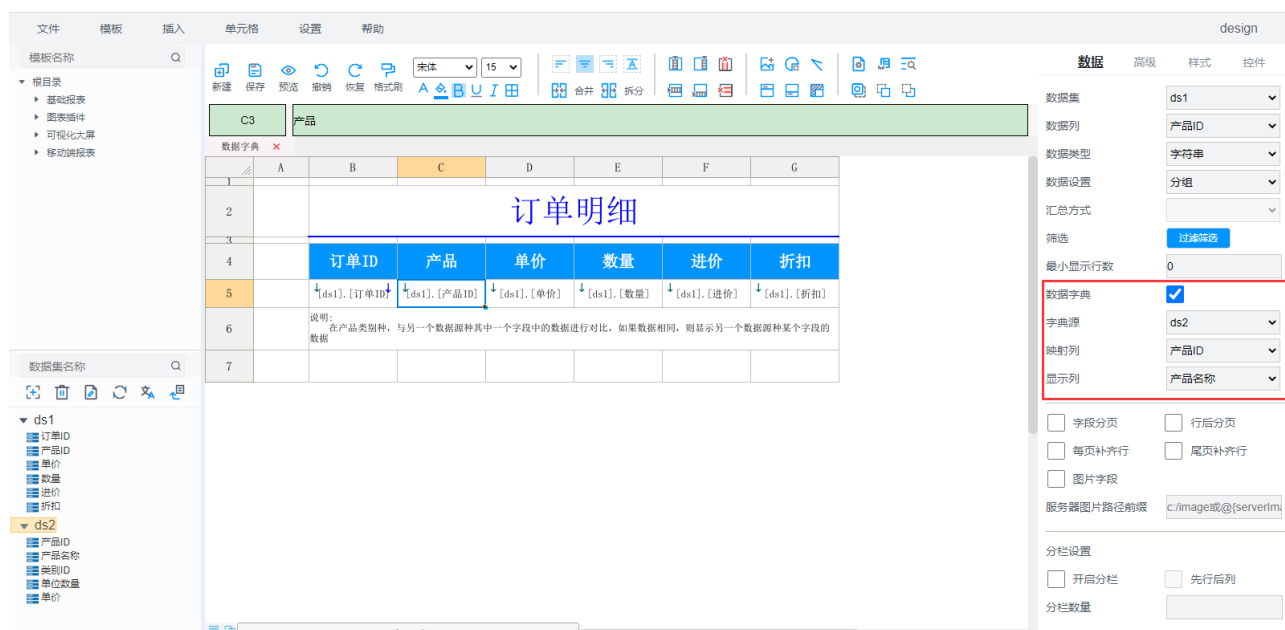 文件 模板 插入 单元格 设置 帮助 design
模板名称
根目录
基础报表
图表插件
可视化大屏
移动端报表
新建 保存 预览 撤销 恢复 格式刷
宋体 15
A B U I
合并 拆分
C3 产品
数据字典 ×
A B C D E F G
1
2 订单明细
3
4 订单ID 产品 单价 数量 进价 折扣
5 [ds1].[订单ID] [ds1].[产品ID] [ds1].[单价] [ds1].[数量] [ds1].[进价] [ds1].[折扣]
6 说明:
在产品类别种，与另一个数据源种其中一个字段中的数据进行对比，如果数据相同，则显示另一个数据源种某个字段的
数据
7
数据集名称
ds1
订单ID
产品ID
单价
数量
进价
折扣
ds2
产品ID
产品名称
类别ID
单位数量
单价
数据 高级 样式 控件
数据集 ds1
数据列 产品ID
数据类型 字符串
数据设置 分组
汇总方式
筛选 过滤筛选
最小显示行数 0
数据字典
字典源 ds2
映射列 产品ID
显示列 产品名称
字段分页 行后分页
每页补齐行 尾页补齐行
图片字段
服务器图片路径前缀 c:/image或@{serverIma
分栏设置
开启分栏 先行后列
分栏数量